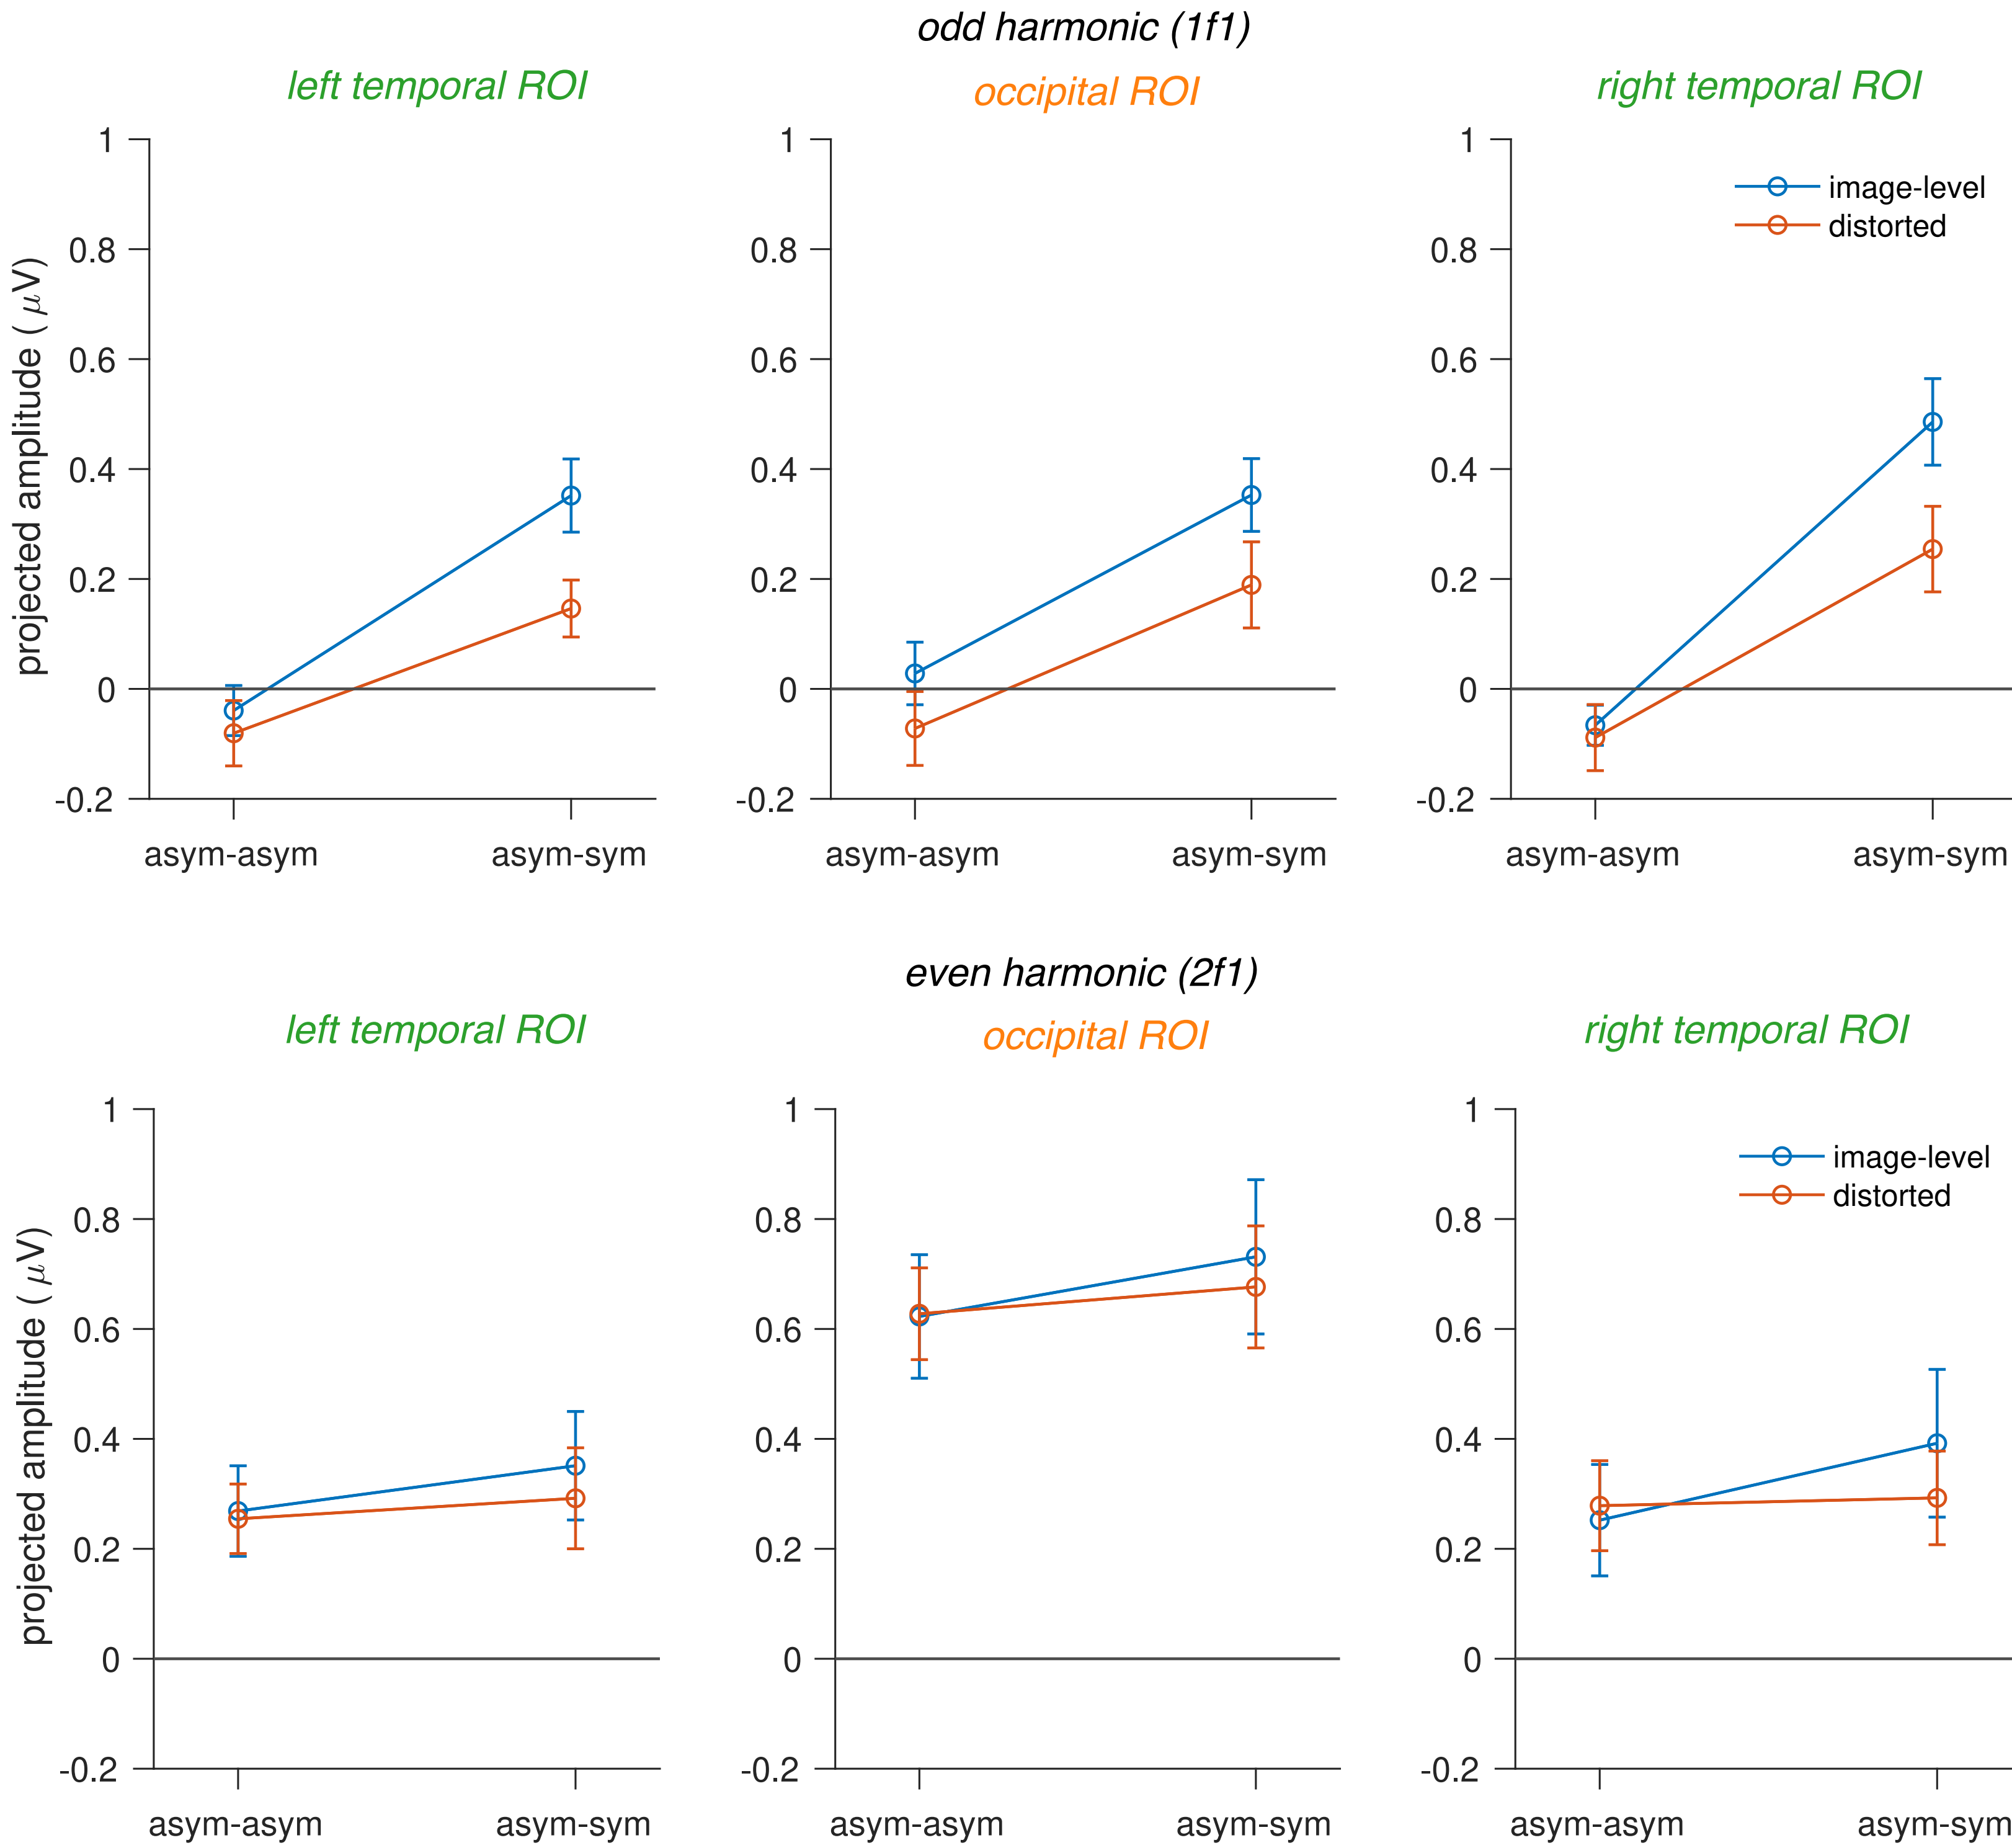 odd harmonic (1f1)
left temporal ROI
occipital ROI
right temporal ROI
projected amplitude ( μV)
1
0.8
0.6
0.4
0.2
0
-0.2
asym-asym
asym-sym
1
0.8
0.6
0.4
0.2
0
-0.2
asym-asym
asym-sym
1
0.8
0.6
0.4
0.2
0
-0.2
asym-asym
asym-sym
image-level
distorted
even harmonic (2f1)
left temporal ROI
occipital ROI
right temporal ROI
projected amplitude ( μV)
1
0.8
0.6
0.4
0.2
0
-0.2
asym-asym
asym-sym
1
0.8
0.6
0.4
0.2
0
-0.2
asym-asym
asym-sym
1
0.8
0.6
0.4
0.2
0
-0.2
asym-asym
asym-sym
image-level
distorted